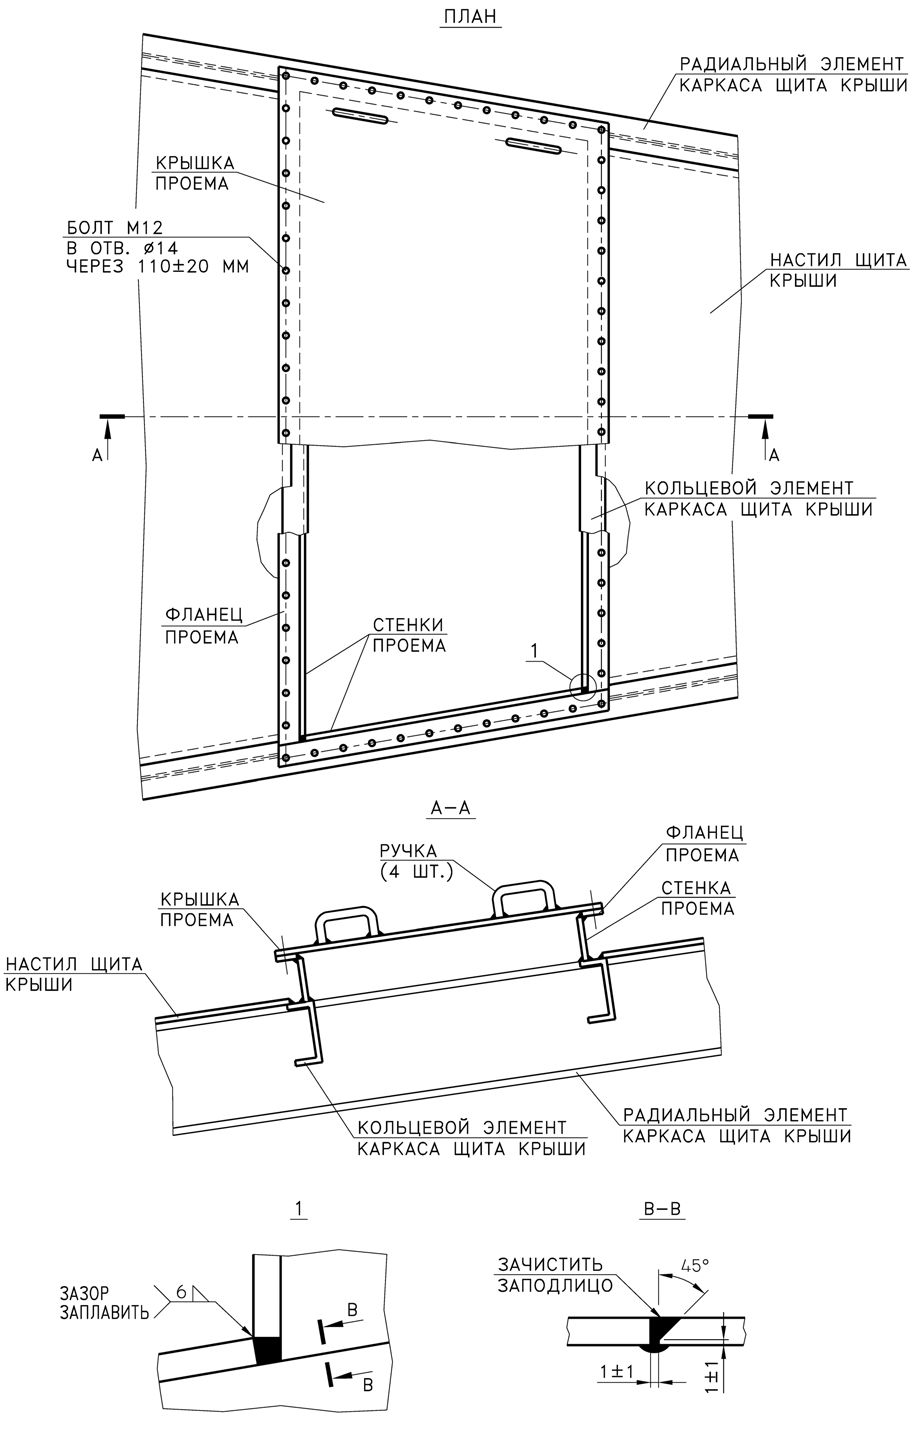 ПЛАН
РАДИАЛЬНЫЙ ЭЛЕМЕНТ
КАРКАСА ЩИТА КРЫШИ
КРЫШКА
ПРОЕМА
БОЛТ М12
В ОТВ. ⌀14
ЧЕРЕЗ 110±20 ММ
НАСТИЛ ЩИТА
КРЫШИ
А
А
КОЛЬЦЕВОЙ ЭЛЕМЕНТ
КАРКАСА ЩИТА КРЫШИ
ФЛАНЕЦ
ПРОЕМА
СТЕНКИ
ПРОЕМА
1
А–А
ФЛАНЕЦ
ПРОЕМА
РУЧКА
(4 ШТ.)
СТЕНКА
ПРОЕМА
КРЫШКА
ПРОЕМА
НАСТИЛ ЩИТА
КРЫШИ
КОЛЬЦЕВОЙ ЭЛЕМЕНТ
КАРКАСА ЩИТА КРЫШИ
РАДИАЛЬНЫЙ ЭЛЕМЕНТ
КАРКАСА ЩИТА КРЫШИ
1
ЗАЗОР
ЗАПЛАВИТЬ
6
В
В
В–В
ЗАЧИСТИТЬ
ЗАПОДЛИЦО
45°
1±1
1±1